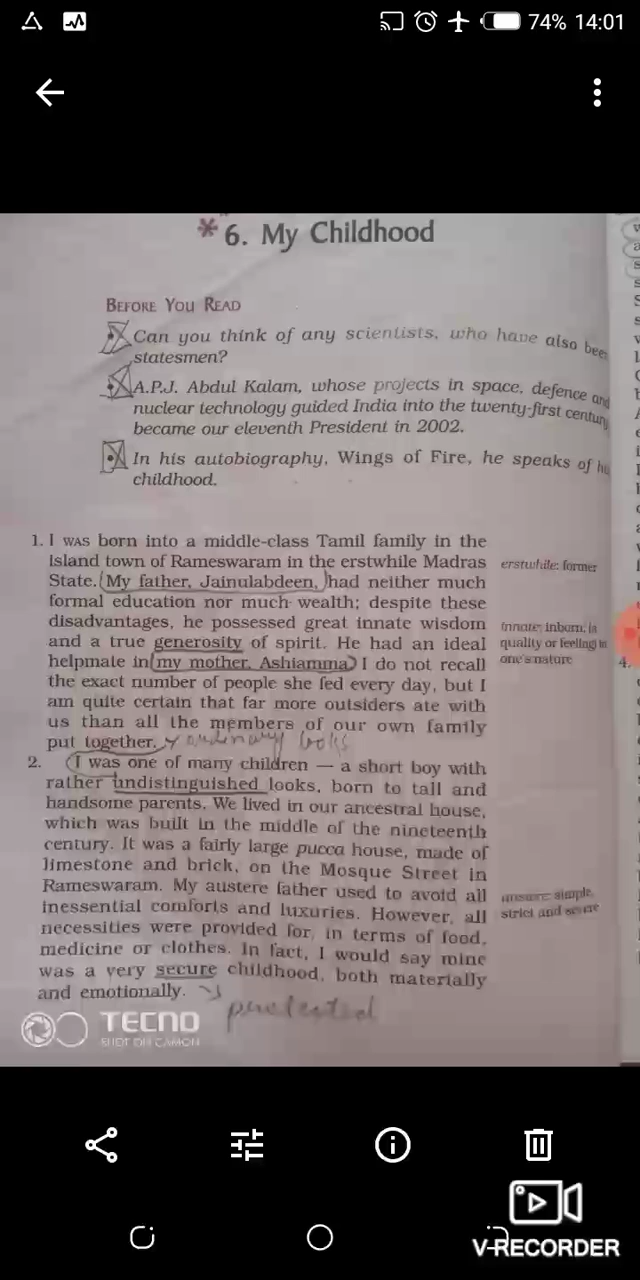 74% 14:01
*6. My Childhood
BEFORE YOU READ
Can you think of any scientists, who have also been
statesmen?
A.P.J. Abdul Kalam, whose projects in space, defence and
nuclear technology guided India into the twenty-first century
became our eleventh President in 2002.
In his autobiography, Wings of Fire, he speaks of
childhood.
1. I WAS born into a middle-class Tamil family in the
island town of Rameswaram in the erstwhile Madras
State. My father, Jainulabdeen, had neither much
formal education nor much wealth; despite these
disadvantages, he possessed great innate wisdom
and a true generosity of spirit. He had an ideal
helpmate in my mother, Ashiamma. I do not recall
the exact number of people she fed every day, but I
am quite certain that far more outsiders ate with
us than all the members of our own family
put together.
ordinary looks
2. I was one of many children — a short boy with
rather undistinguished looks, born to tall and
handsome parents. We lived in our ancestral house,
which was built in the middle of the nineteenth
century. It was a fairly large pucca house, made of
limestone and brick, on the Mosque Street in
Rameswaram. My austere father used to avoid all
inessential comforts and luxuries. However, all
necessities were provided for, in terms of food,
medicine or clothes. In fact, I would say mine
was a very secure childhood, both materially
and emotionally.
erstwhile: former
innate: inborn; in
quality or feeling in
one's nature
4.
austere: simple,
strict and severe
TECNO
SHOT ON CAMON
V-RECORDER